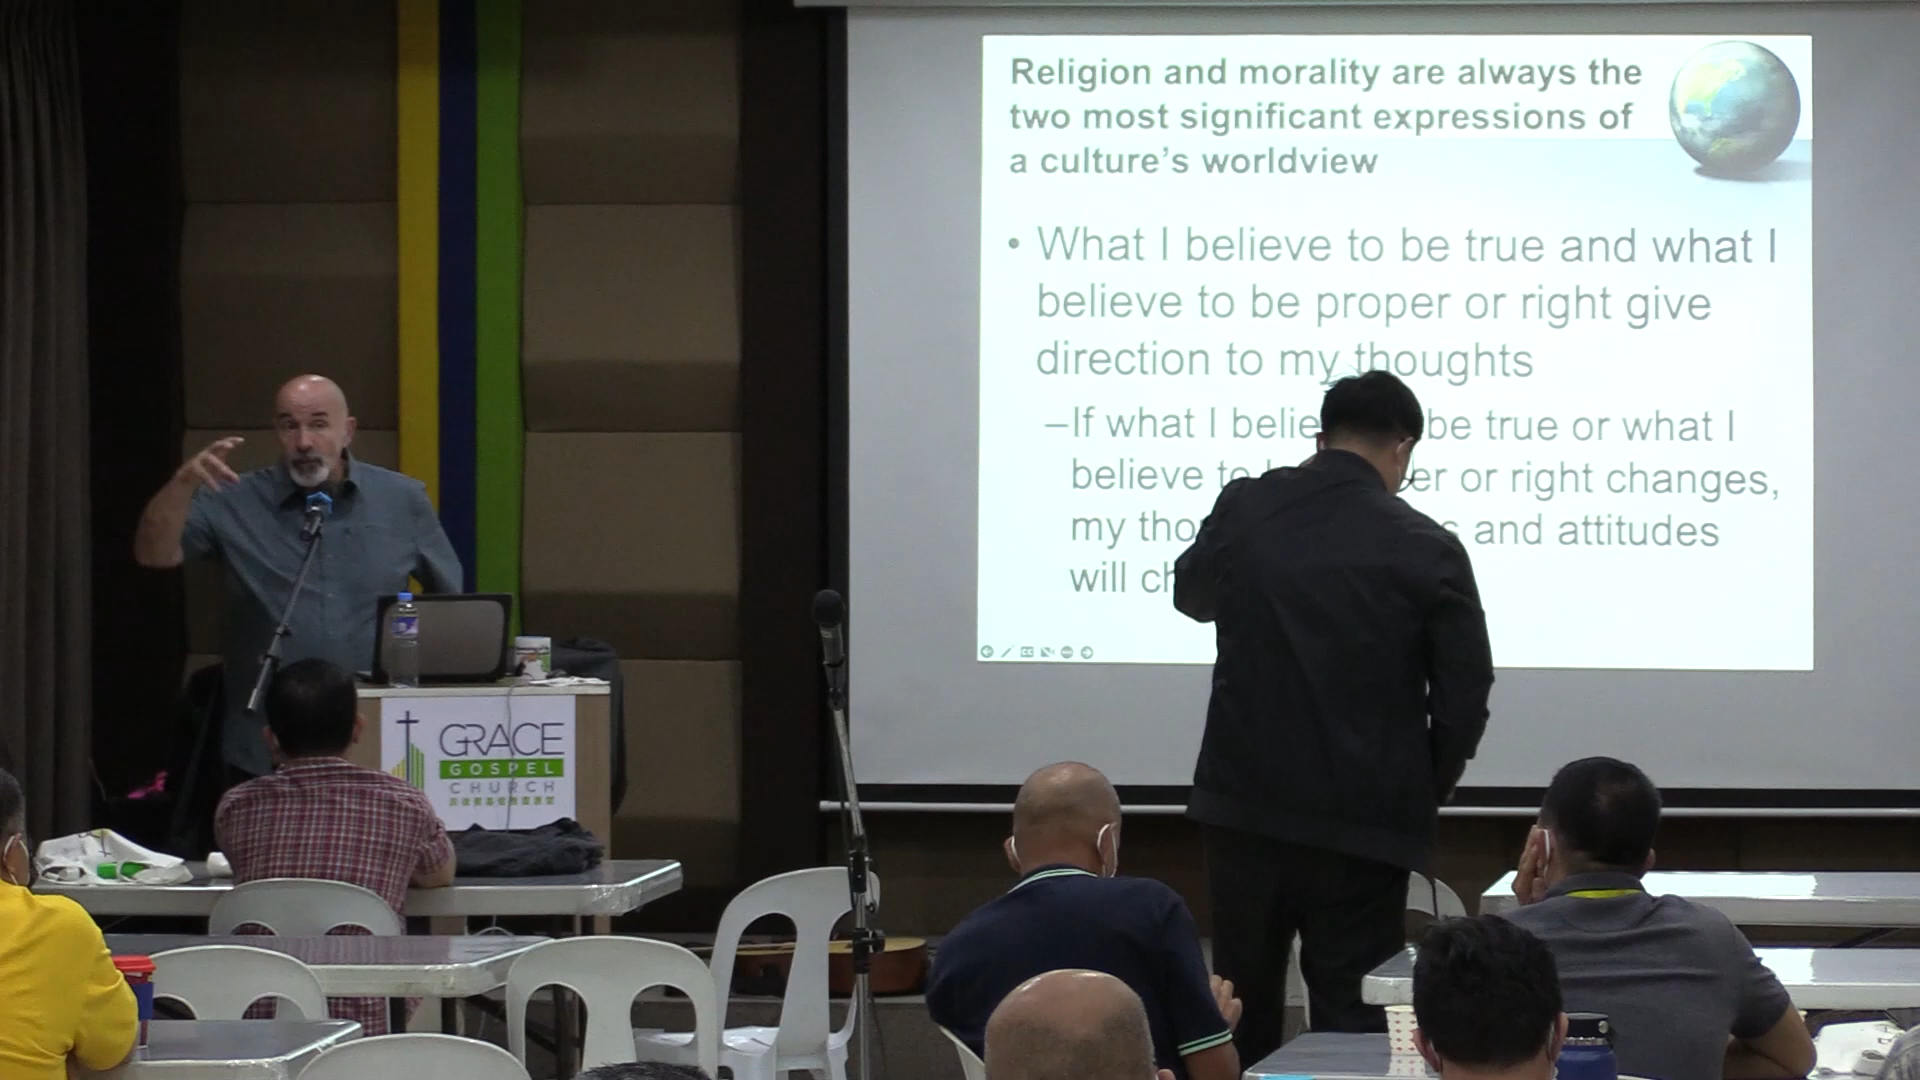 Religion and morality are always the
two most significant expressions of
a culture's worldview
• What I believe to be true and what I
believe to be proper or right give
direction to my thoughts
–If what I belie be true or what I
believe to er or right changes,
my tho s and attitudes
will ch
GRACE
GOSPEL
CHURCH